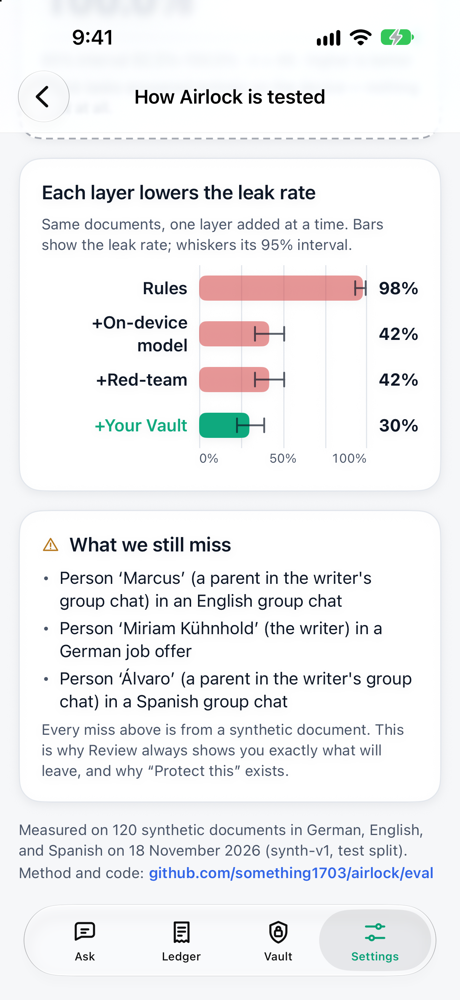 9:41
How Airlock is tested
Each layer lowers the leak rate
Same documents, one layer added at a time. Bars
show the leak rate; whiskers its 95% interval.
Rules 98%
+On-device
model 42%
+Red-team 42%
+Your Vault 30%
0% 50% 100%
What we still miss
• Person ‘Marcus’ (a parent in the writer's
group chat) in an English group chat
• Person ‘Miriam Kühnhold’ (the writer) in a
German job offer
• Person ‘Álvaro’ (a parent in the writer's group
chat) in a Spanish group chat
Every miss above is from a synthetic document. This
is why Review always shows you exactly what will
leave, and why “Protect this” exists.
Measured on 120 synthetic documents in German, English,
and Spanish on 18 November 2026 (synth-v1, test split).
Method and code: github.com/something1703/airlock/eval
Ask Ledger Vault Settings